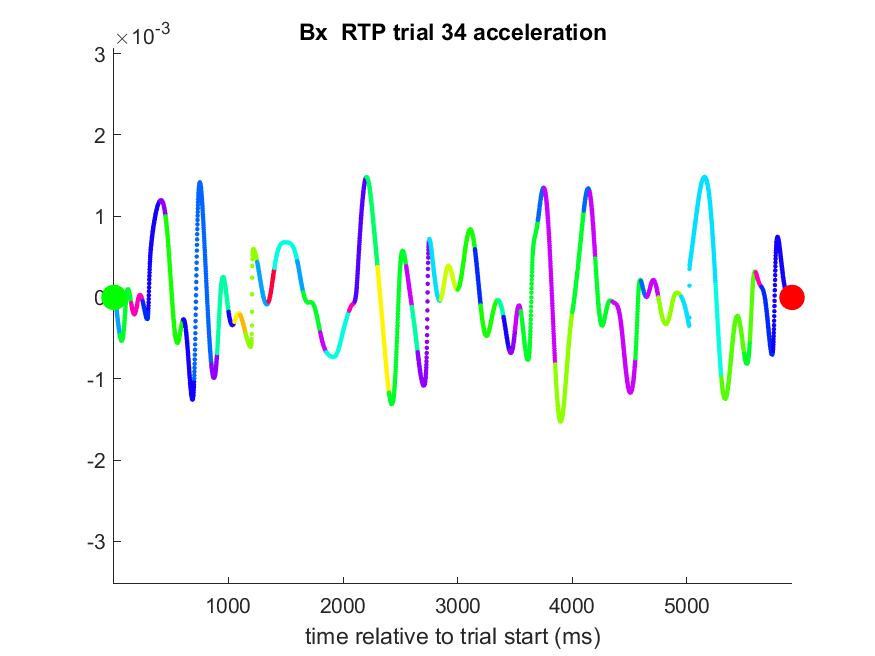 Bx  RTP trial 34 acceleration
×10-3
3
2
1
0
-1
-2
-3
1000 2000 3000 4000 5000
time relative to trial start (ms)